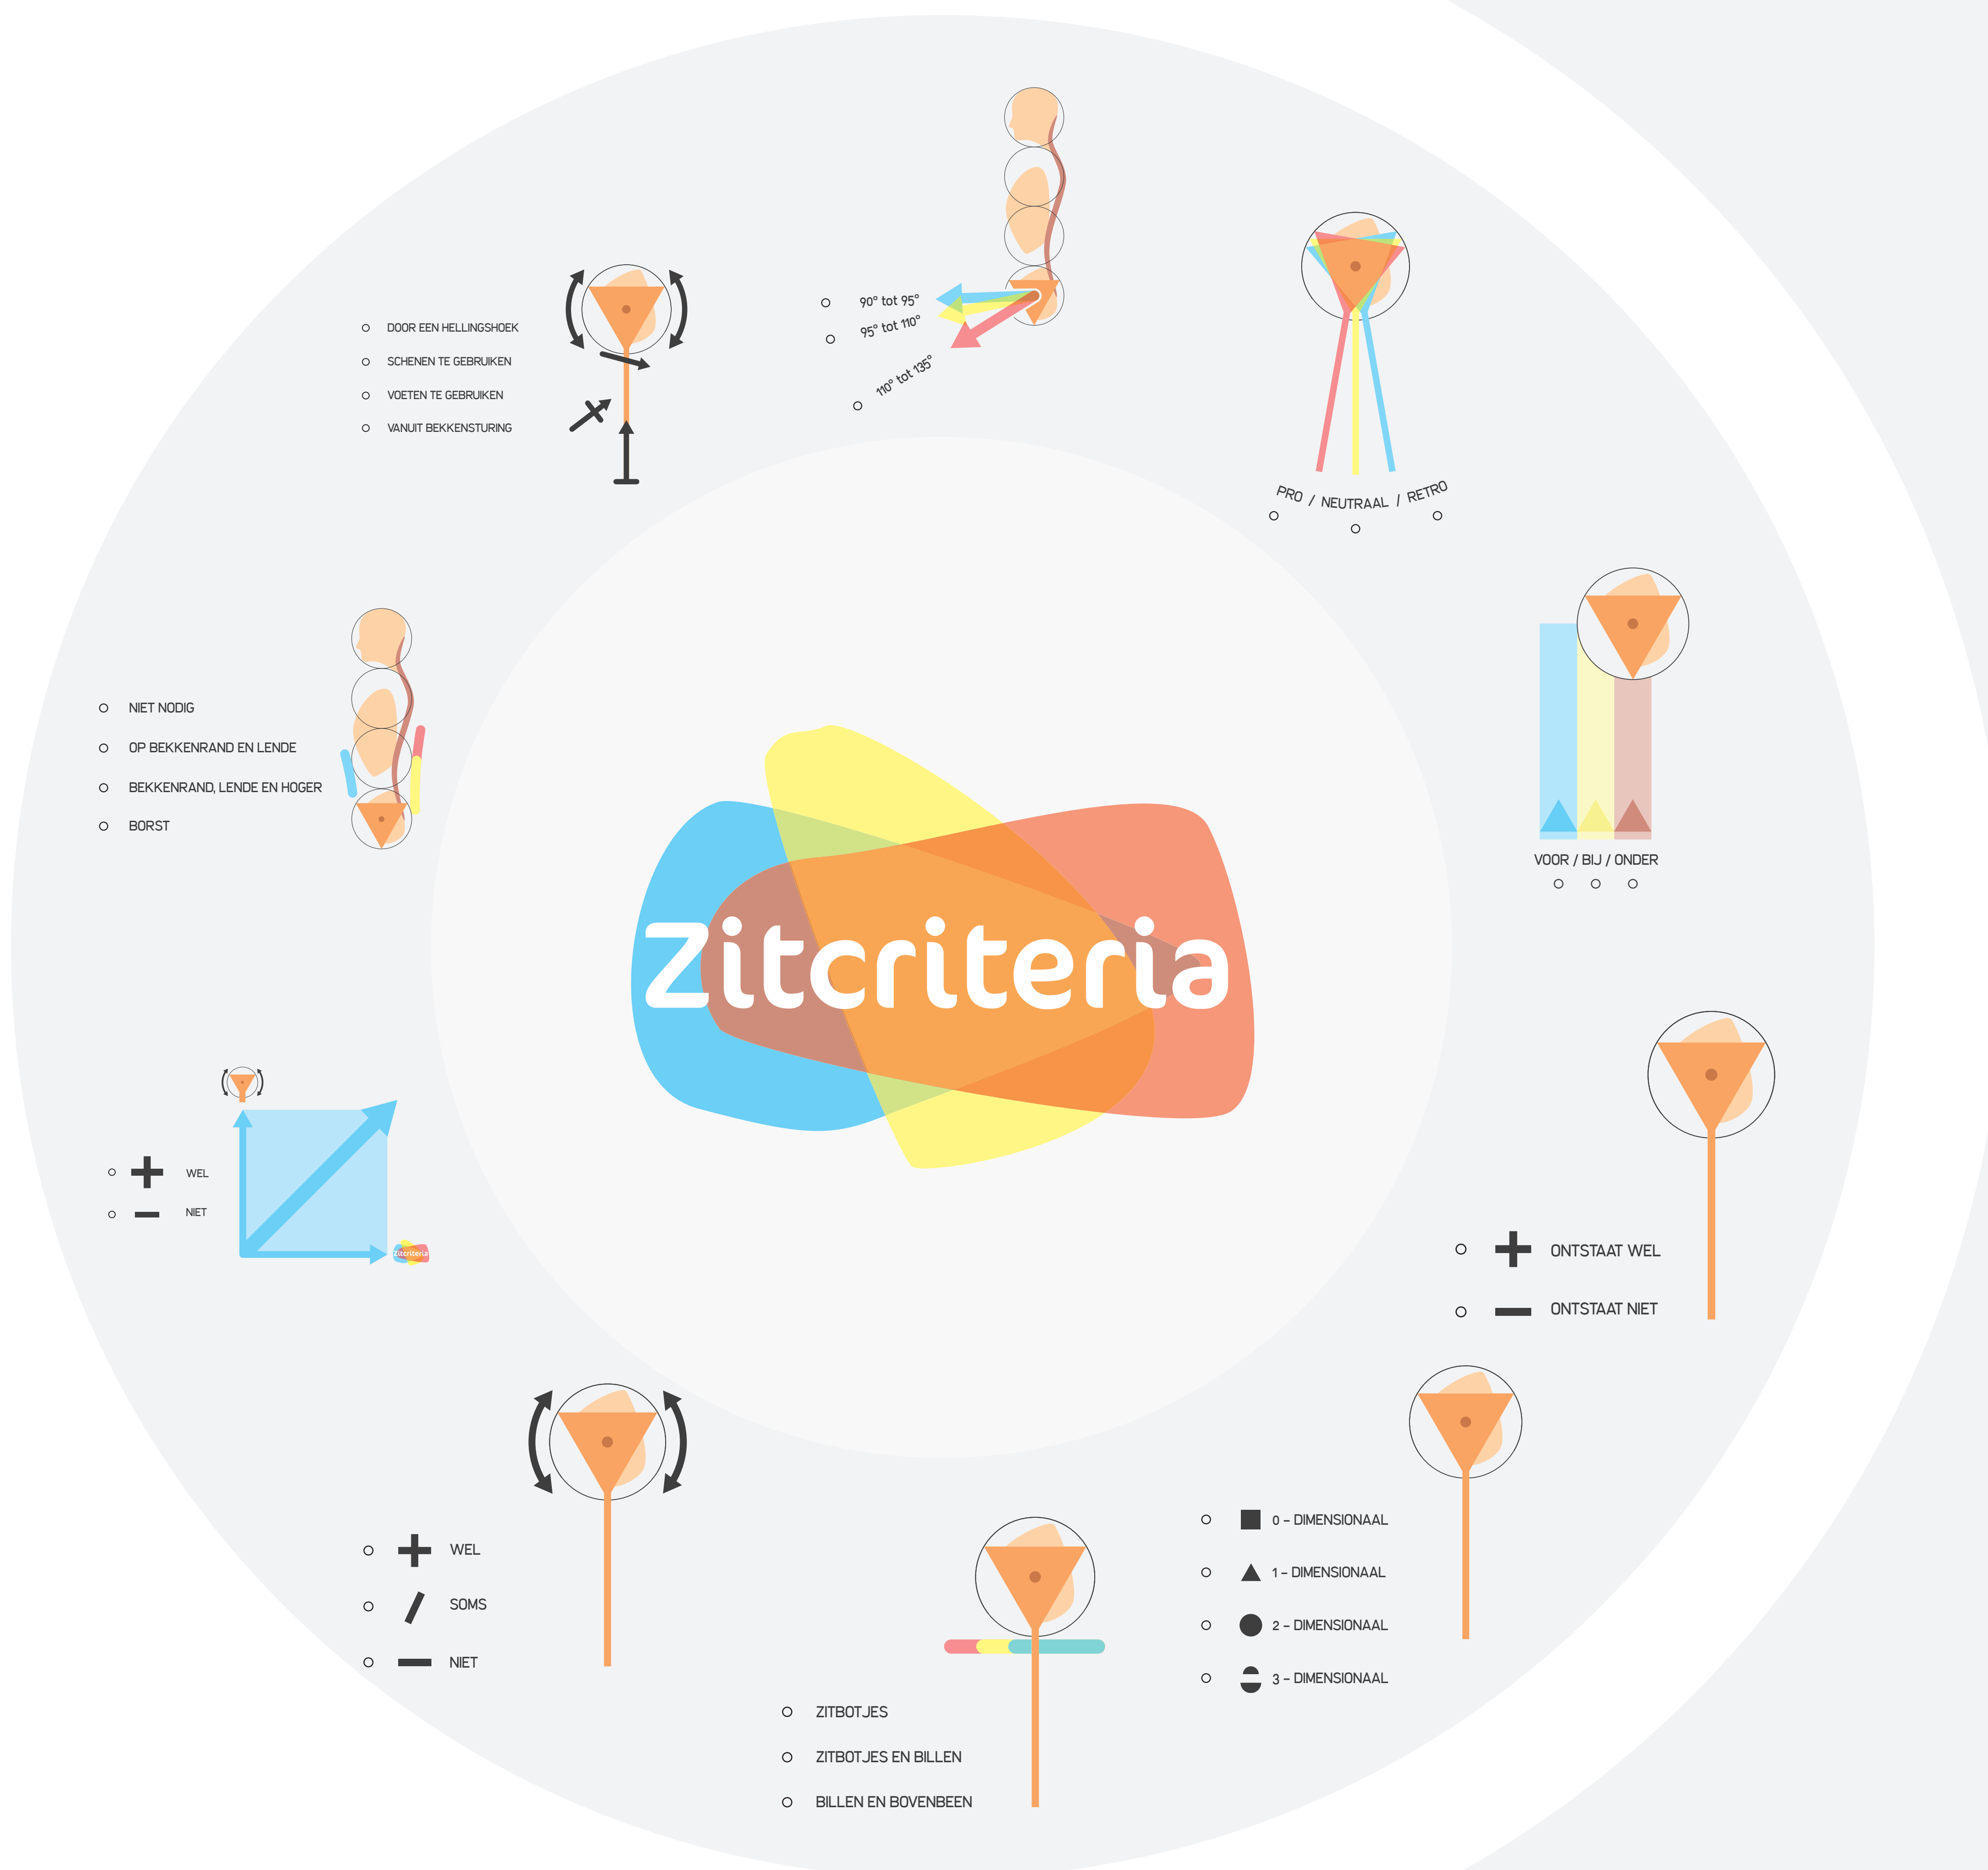 90° tot 95°
95° tot 110°
110° tot 135°
PRO / NEUTRAAL / RETRO
VOOR / BIJ / ONDER
ONTSTAAT WEL
ONTSTAAT NIET
0 - DIMENSIONAAL
1 - DIMENSIONAAL
2 - DIMENSIONAAL
3 - DIMENSIONAAL
ZITBOTJES
ZITBOTJES EN BILLEN
BILLEN EN BOVENBEEN
WEL
SOMS
NIET
WEL
NIET
Zitcriteria
NIET NODIG
OP BEKKENRAND EN LENDE
BEKKENRAND, LENDE EN HOGER
BORST
DOOR EEN HELLINGSHOEK
SCHENEN TE GEBRUIKEN
VOETEN TE GEBRUIKEN
VANUIT BEKKENSTURING
Zitcriteria